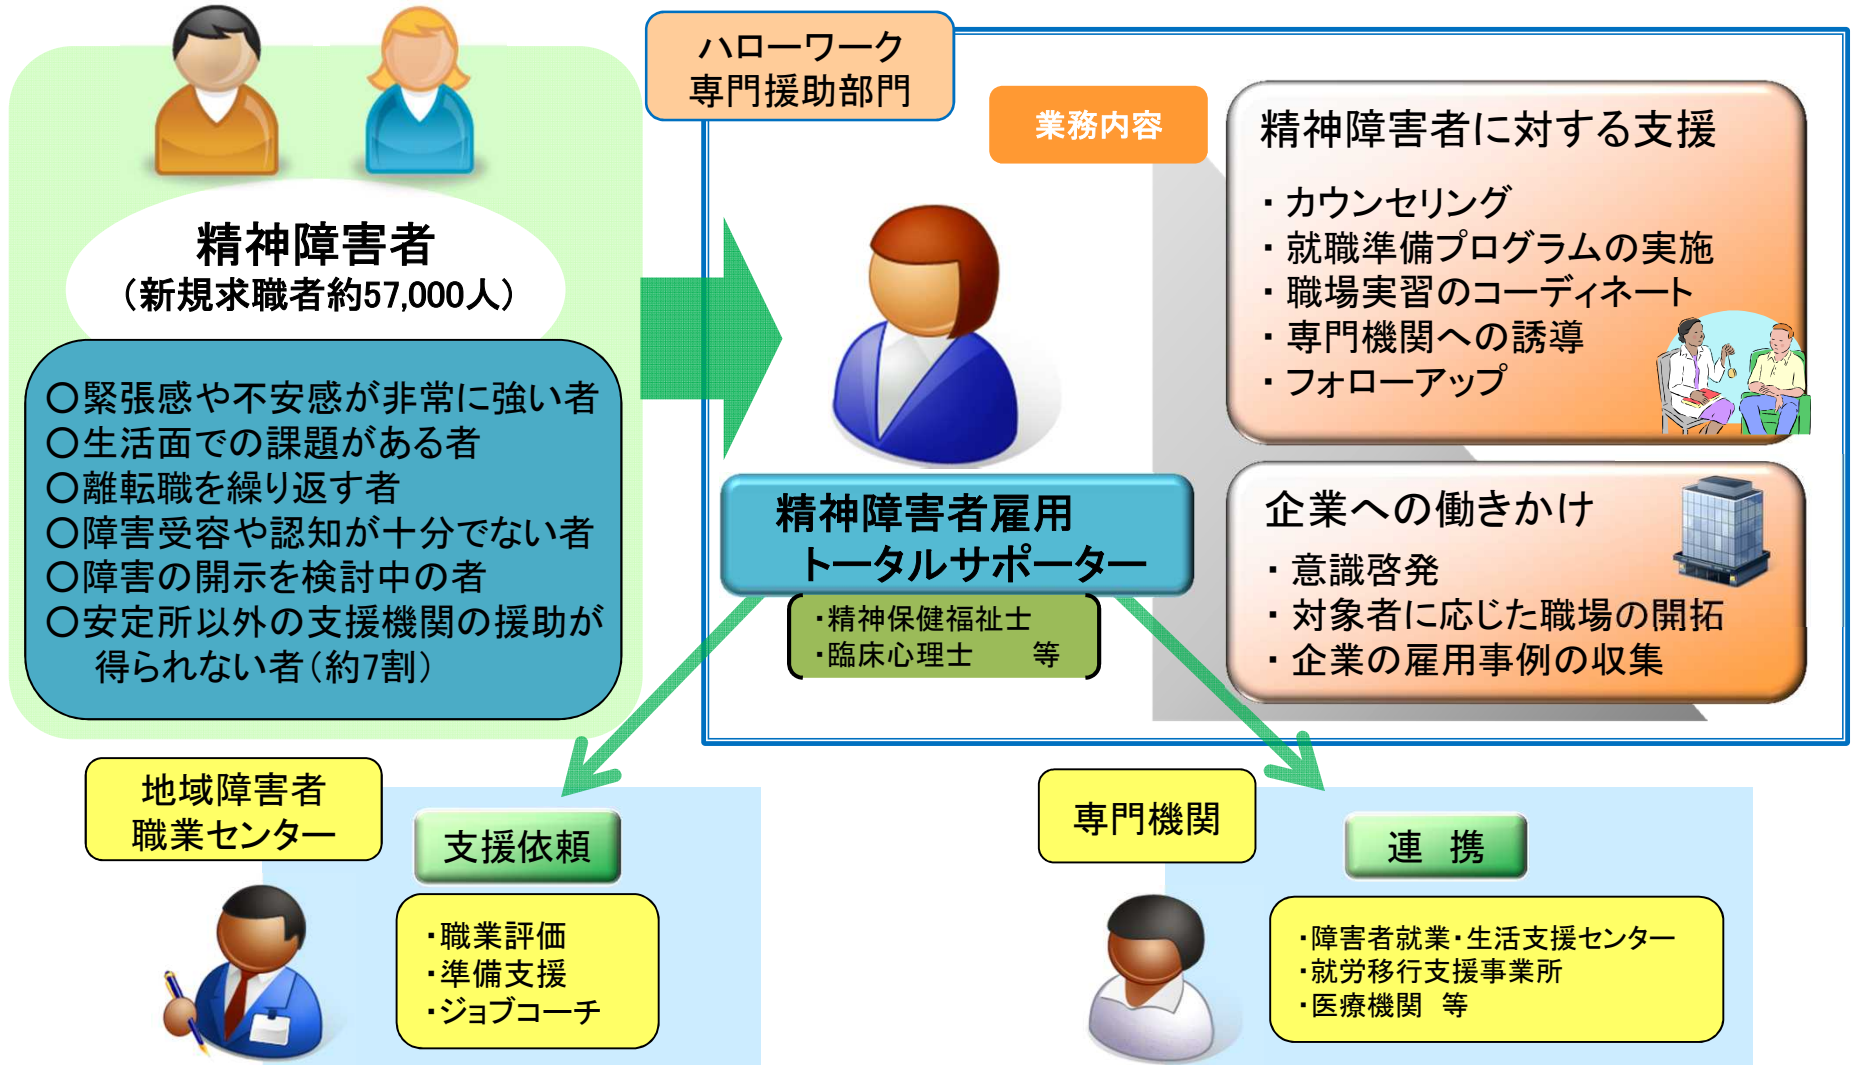 精神障害者
（新規求職者約57,000人）
○緊張感や不安感が非常に強い者
○生活面での課題がある者
○離転職を繰り返す者
○障害受容や認知が十分でない者
○障害の開示を検討中の者
○安定所以外の支援機関の援助が
得られない者（約7割）
ハローワーク
専門援助部門
業務内容
精神障害者雇用
トータルサポーター
・精神保健福祉士
・臨床心理士　　等
精神障害者に対する支援
・カウンセリング
・就職準備プログラムの実施
・職場実習のコーディネート
・専門機関への誘導
・フォローアップ
企業への働きかけ
・意識啓発
・対象者に応じた職場の開拓
・企業の雇用事例の収集
地域障害者
職業センター
支援依頼
・職業評価
・準備支援
・ジョブコーチ
専門機関
連　携
・障害者就業・生活支援センター
・就労移行支援事業所
・医療機関　等